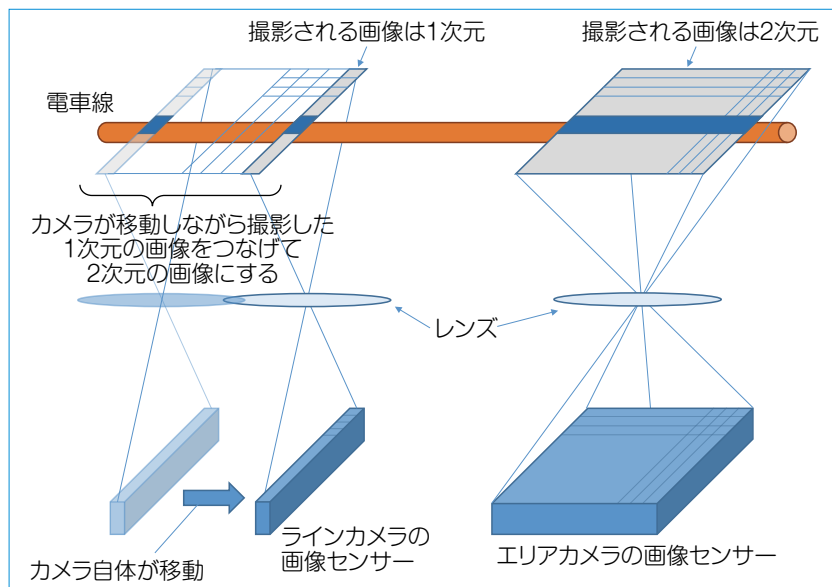 撮影される画像は1次元
撮影される画像は2次元
電車線
カメラが移動しながら撮影した
1次元の画像をつなげて
2次元の画像にする
レンズ
ラインカメラの
画像センサー
エリアカメラの画像センサー
カメラ自体が移動